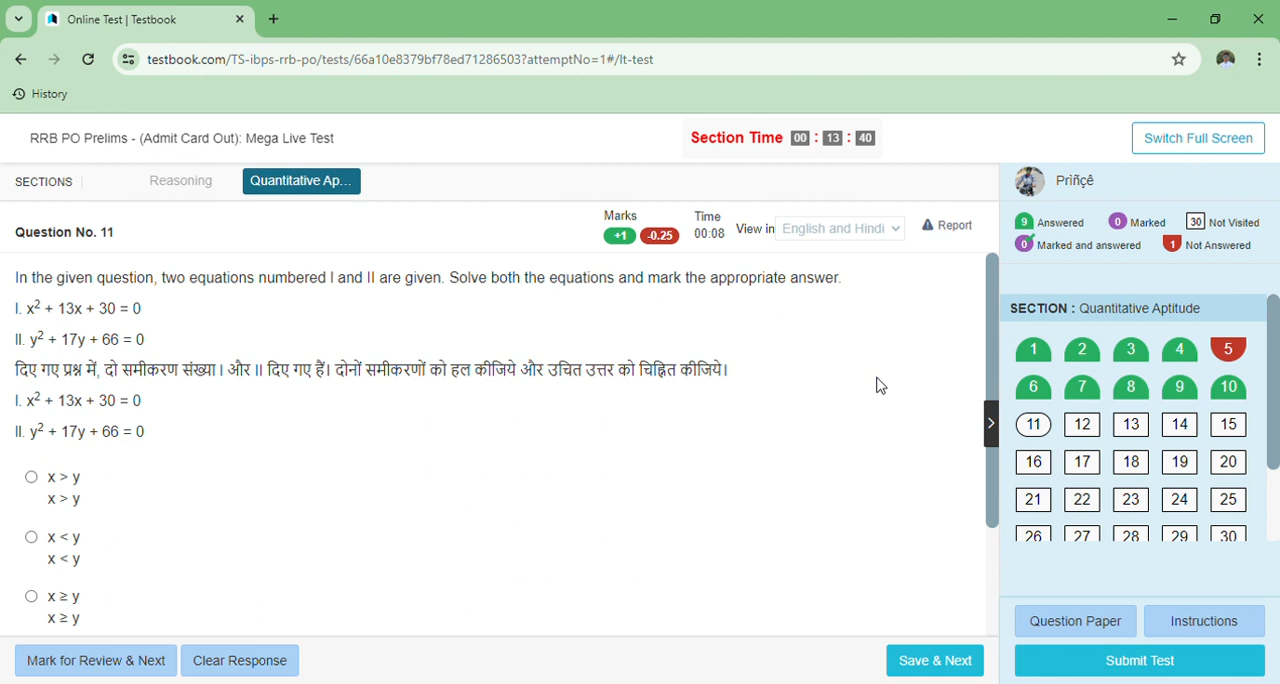 Online Test | Testbook
testbook.com/TS-ibps-rrb-po/tests/66a10e8379bf78ed71286503?attemptNo=1#/lt-test
History
RRB PO Prelims - (Admit Card Out): Mega Live Test
Section Time 00 : 13 : 40
Switch Full Screen
SECTIONS
Reasoning
Quantitative Ap...
Prìñçê
Question No. 11
Marks
+1 -0.25
Time
00:08
View in English and Hindi
Report
9 Answered
0 Marked
30 Not Visited
0 Marked and answered
1 Not Answered
In the given question, two equations numbered I and II are given. Solve both the equations and mark the appropriate answer.
I. x² + 13x + 30 = 0
II. y² + 17y + 66 = 0
दिए गए प्रश्न में, दो समीकरण संख्या I और II दिए गए हैं। दोनों समीकरणों को हल कीजिये और उचित उत्तर को चिह्नित कीजिये।
I. x² + 13x + 30 = 0
II. y² + 17y + 66 = 0
x > y
x > y
x < y
x < y
x ≥ y
x ≥ y
SECTION : Quantitative Aptitude
1 2 3 4 5
6 7 8 9 10
11 12 13 14 15
16 17 18 19 20
21 22 23 24 25
26 27 28 29 30
Mark for Review & Next
Clear Response
Save & Next
Question Paper
Instructions
Submit Test